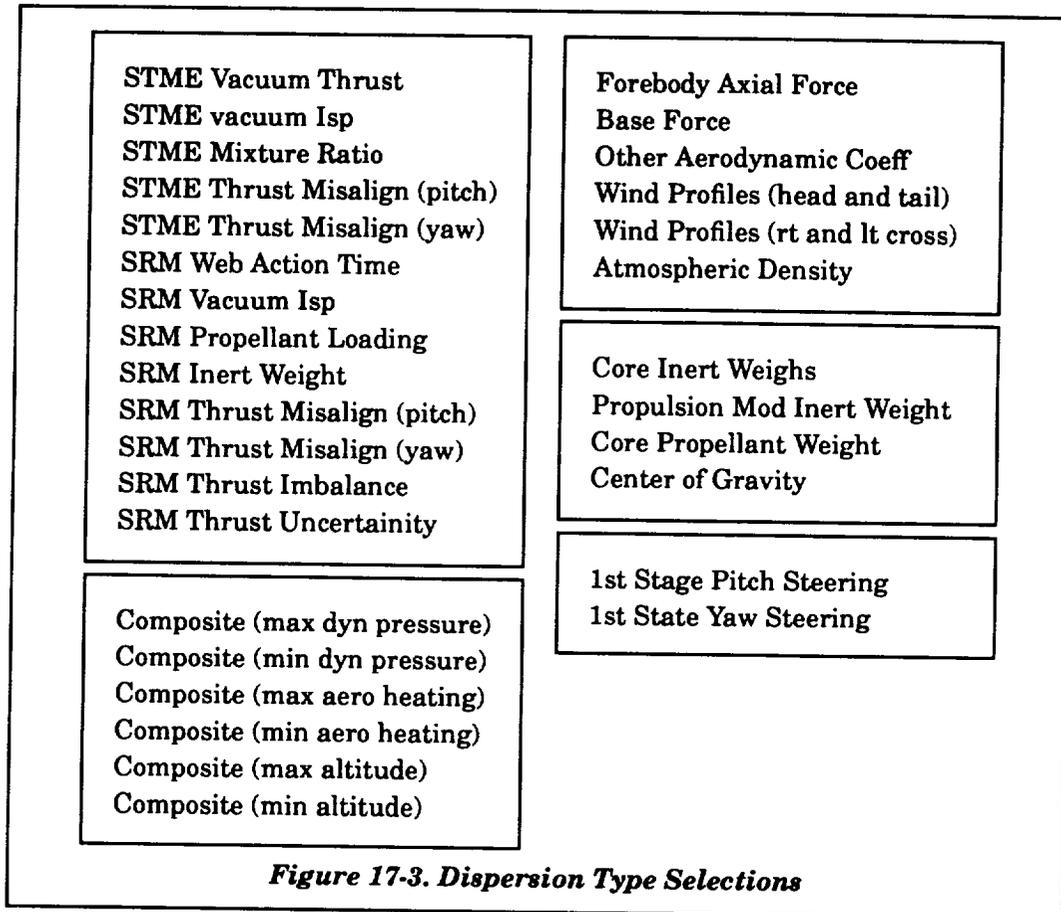 STME Vacuum Thrust
STME vacuum Isp
STME Mixture Ratio
STME Thrust Misalign (pitch)
STME Thrust Misalign (yaw)
SRM Web Action Time
SRM Vacuum Isp
SRM Propellant Loading
SRM Inert Weight
SRM Thrust Misalign (pitch)
SRM Thrust Misalign (yaw)
SRM Thrust Imbalance
SRM Thrust Uncertainity
Composite (max dyn pressure)
Composite (min dyn pressure)
Composite (max aero heating)
Composite (min aero heating)
Composite (max altitude)
Composite (min altitude)
Forebody Axial Force
Base Force
Other Aerodynamic Coeff
Wind Profiles (head and tail)
Wind Profiles (rt and lt cross)
Atmospheric Density
Core Inert Weighs
Propulsion Mod Inert Weight
Core Propellant Weight
Center of Gravity
1st Stage Pitch Steering
1st State Yaw Steering
Figure 17-3. Dispersion Type Selections